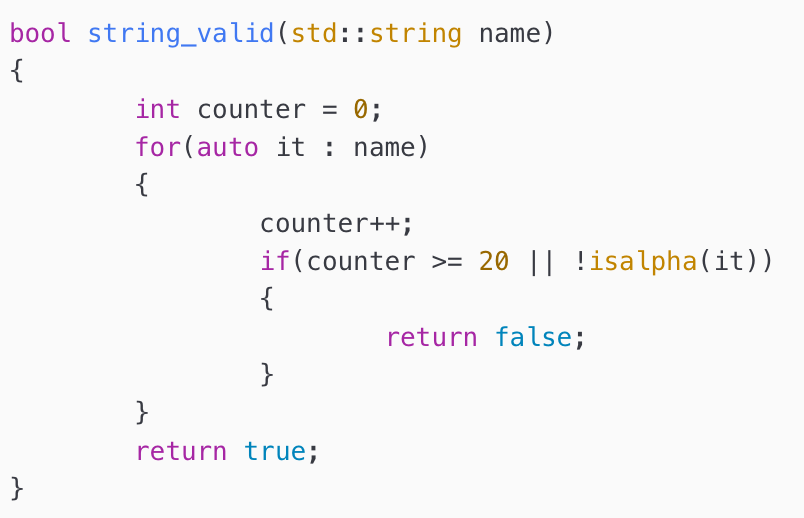 bool string_valid(std::string name)
{
        int counter = 0;
        for(auto it : name)
        {
                counter++;
                if(counter >= 20 || !isalpha(it))
                {
                        return false;
                }
        }
        return true;
}